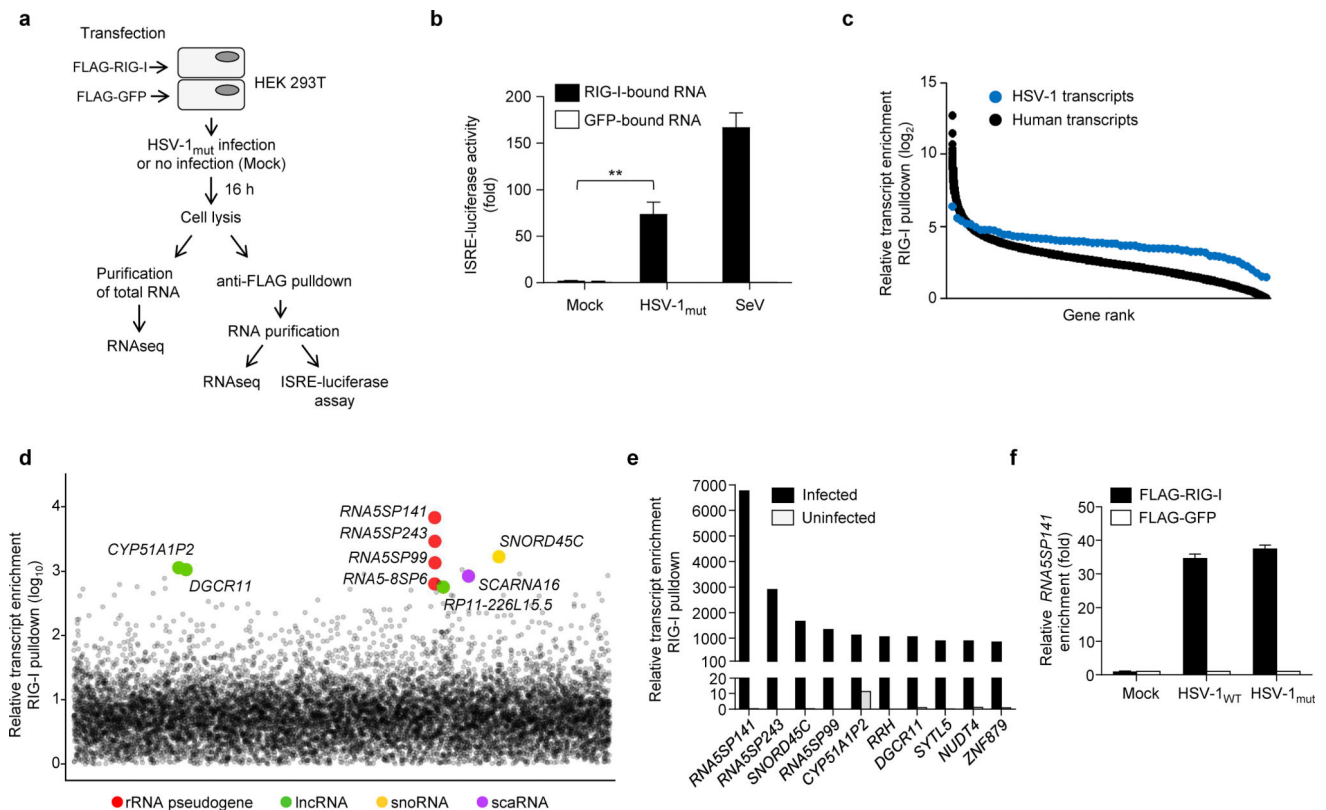 a
Transfection
FLAG-RIG-I
FLAG-GFP
HEK 293T
HSV-1mut infection
or no infection (Mock)
16 h
Cell lysis
Purification
of total RNA
anti-FLAG pulldown
RNA purification
RNAseq
RNAseq
ISRE-luciferase
assay
b
ISRE-luciferase activity
(fold)
200
150
100
50
0
RIG-I-bound RNA
GFP-bound RNA
**
Mock
HSV-1mut
SeV
c
Relative transcript enrichment
RIG-I pulldown (log2)
15
10
5
0
HSV-1 transcripts
Human transcripts
Gene rank
d
Relative transcript enrichment
RIG-I pulldown (log10)
4
3
2
1
0
CYP51A1P2
DGCR11
RNA5SP141
RNA5SP243
RNA5SP99
RNA5-8SP6
SNORD45C
SCARNA16
RP11-226L15.5
rRNA pseudogene
lncRNA
snoRNA
scaRNA
e
Relative transcript enrichment
RIG-I pulldown
7000
6000
5000
4000
3000
2000
1000
100
20
10
0
Infected
Uninfected
RNA5SP141
RNA5SP243
SNORD45C
RNA5SP99
CYP51A1P2
RRH
DGCR11
SYTL5
NUDT4
ZNF879
f
Relative RNA5SP141
enrichment (fold)
50
40
30
20
10
0
FLAG-RIG-I
FLAG-GFP
Mock
HSV-1WT
HSV-1mut